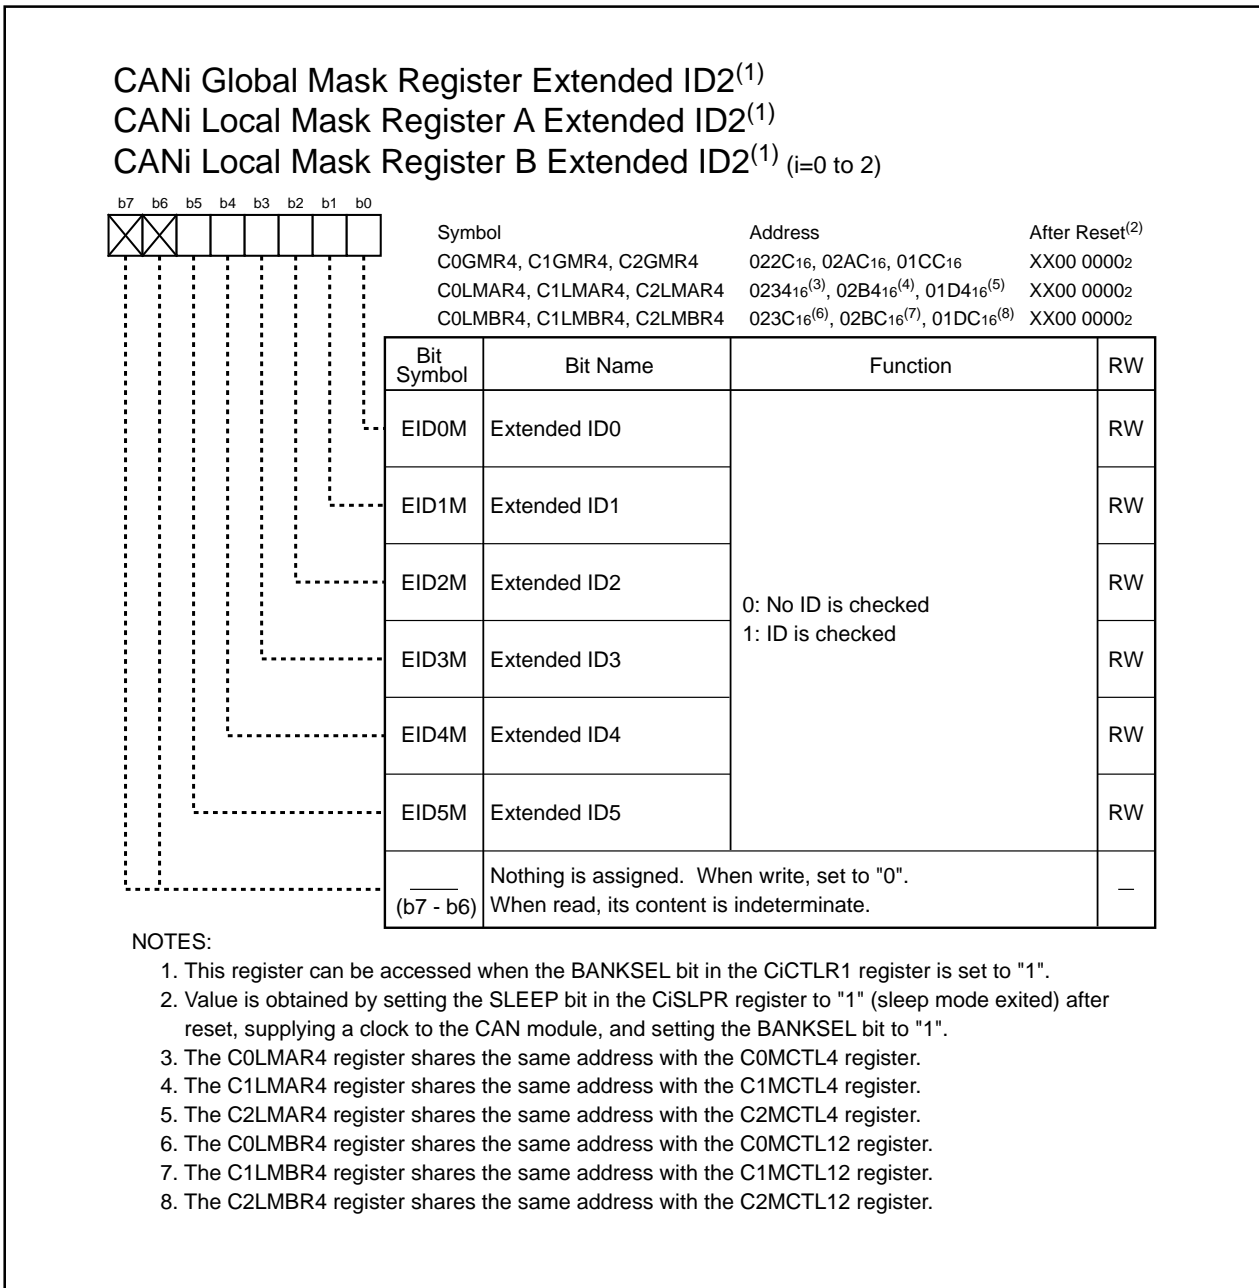 CANi Global Mask Register Extended ID2(1)
CANi Local Mask Register A Extended ID2(1)
CANi Local Mask Register B Extended ID2(1) (i=0 to 2)
b7 b6 b5 b4 b3 b2 b1 b0
Symbol Address After Reset(2)
C0GMR4, C1GMR4, C2GMR4 022C16, 02AC16, 01CC16 XX00 00002
C0LMAR4, C1LMAR4, C2LMAR4 023416(3), 02B416(4), 01D416(5) XX00 00002
C0LMBR4, C1LMBR4, C2LMBR4 023C16(6), 02BC16(7), 01DC16(8) XX00 00002
Bit Symbol Bit Name Function RW
EID0M Extended ID0 RW
EID1M Extended ID1 RW
EID2M Extended ID2 RW
0: No ID is checked
1: ID is checked
EID3M Extended ID3 RW
EID4M Extended ID4 RW
EID5M Extended ID5 RW
(b7 - b6) Nothing is assigned. When write, set to "0".
When read, its content is indeterminate. —
NOTES:
1. This register can be accessed when the BANKSEL bit in the CiCTLR1 register is set to "1".
2. Value is obtained by setting the SLEEP bit in the CiSLPR register to "1" (sleep mode exited) after
reset, supplying a clock to the CAN module, and setting the BANKSEL bit to "1".
3. The C0LMAR4 register shares the same address with the C0MCTL4 register.
4. The C1LMAR4 register shares the same address with the C1MCTL4 register.
5. The C2LMAR4 register shares the same address with the C2MCTL4 register.
6. The C0LMBR4 register shares the same address with the C0MCTL12 register.
7. The C1LMBR4 register shares the same address with the C1MCTL12 register.
8. The C2LMBR4 register shares the same address with the C2MCTL12 register.